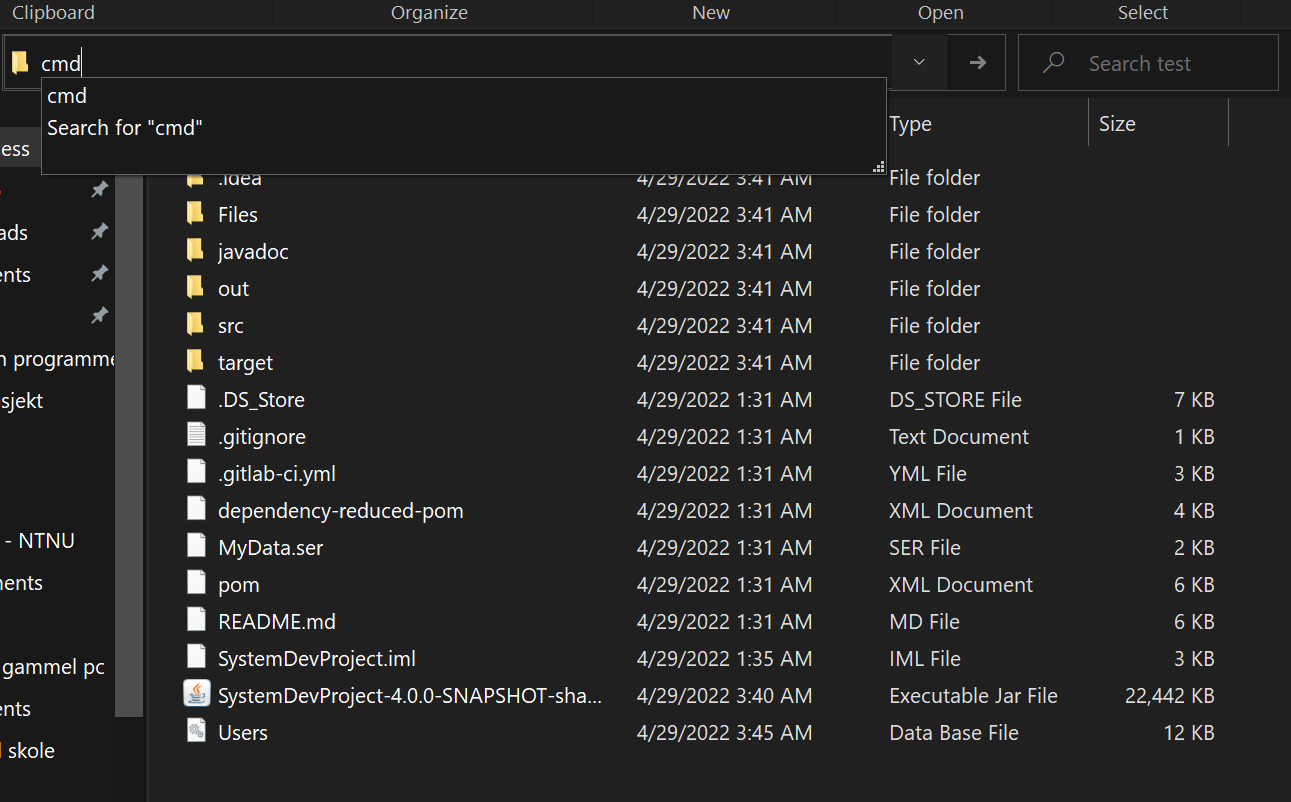 Clipboard Organize New Open Select
cmd Search test
cmd
Search for "cmd"
Type Size
ess
.idea 4/29/2022 3:41 AM File folder
Files 4/29/2022 3:41 AM File folder
ads
javadoc 4/29/2022 3:41 AM File folder
ents
out 4/29/2022 3:41 AM File folder
src 4/29/2022 3:41 AM File folder
n programme
target 4/29/2022 3:41 AM File folder
sjekt
.DS_Store 4/29/2022 1:31 AM DS_STORE File 7 KB
.gitignore 4/29/2022 1:31 AM Text Document 1 KB
.gitlab-ci.yml 4/29/2022 1:31 AM YML File 3 KB
dependency-reduced-pom 4/29/2022 1:31 AM XML Document 4 KB
- NTNU
MyData.ser 4/29/2022 1:31 AM SER File 2 KB
ments
pom 4/29/2022 1:31 AM XML Document 6 KB
README.md 4/29/2022 1:31 AM MD File 6 KB
gammel pc
SystemDevProject.iml 4/29/2022 1:35 AM IML File 3 KB
SystemDevProject-4.0.0-SNAPSHOT-sha... 4/29/2022 3:40 AM Executable Jar File 22,442 KB
ents
Users 4/29/2022 3:45 AM Data Base File 12 KB
skole